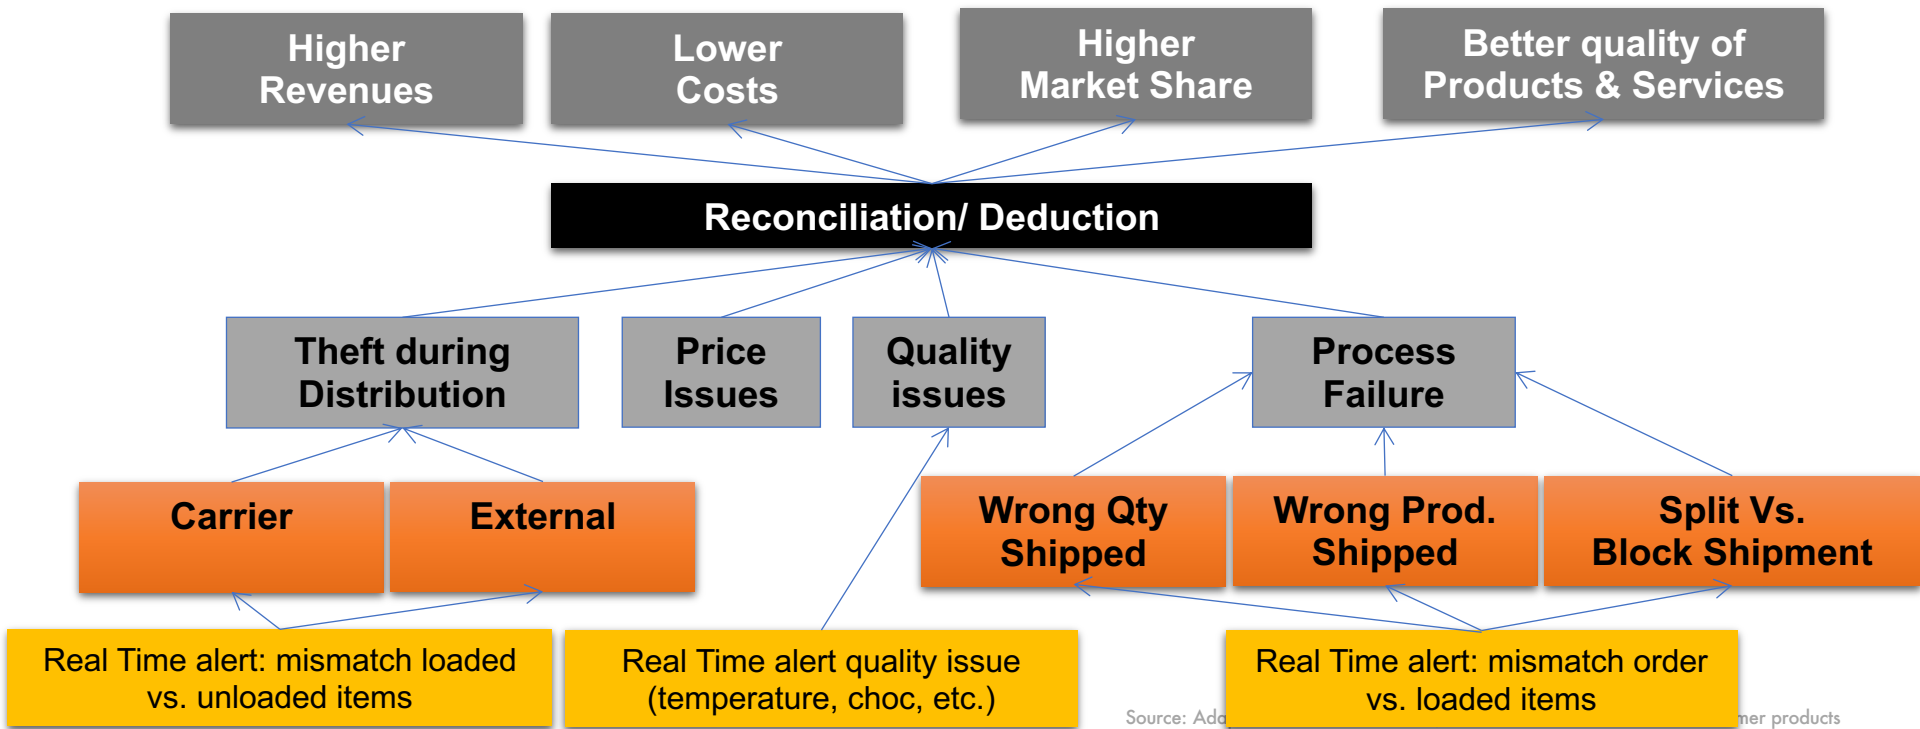 Higher
Revenues
Lower
Costs
Higher
Market Share
Better quality of
Products & Services
Reconciliation/ Deduction
Theft during
Distribution
Price
Issues
Quality
issues
Process
Failure
Carrier
External
Wrong Qty
Shipped
Wrong Prod.
Shipped
Split Vs.
Block Shipment
Real Time alert: mismatch loaded
vs. unloaded items
Real Time alert quality issue
(temperature, choc, etc.)
Real Time alert: mismatch order
vs. loaded items
Source: products